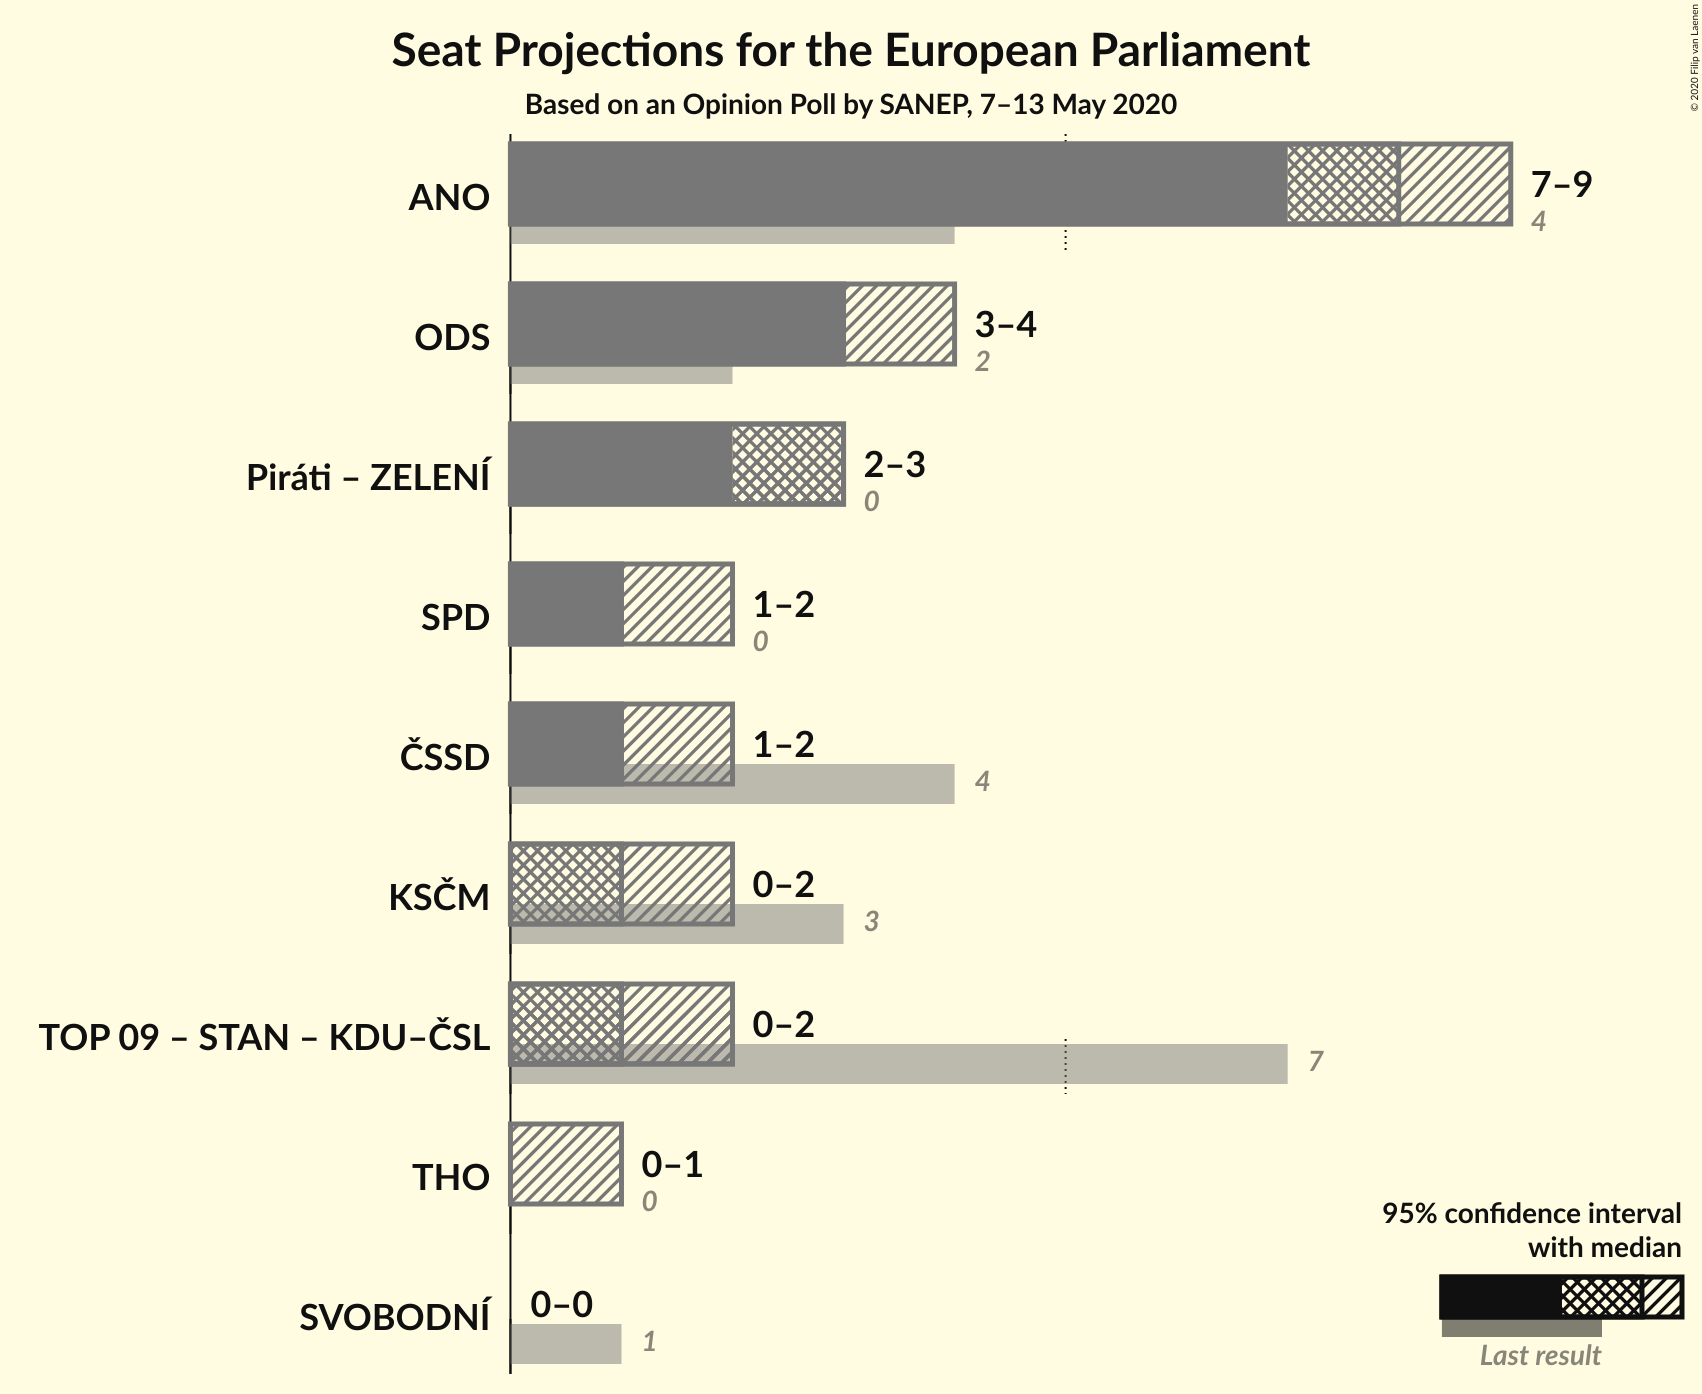 Seat Projections for the European Parliament
Based on an Opinion Poll by SANEP, 7–13 May 2020
© 2020 Filip van Laenen
ANO
7–9
4
ODS
3–4
2
Piráti – ZELENÍ
2–3
0
SPD
1–2
0
ČSSD
1–2
4
KSČM
0–2
3
TOP 09 – STAN – KDU–ČSL
0–2
7
THO
0–1
0
SVOBODNÍ
0–0
1
95% confidence interval
with median
Last result